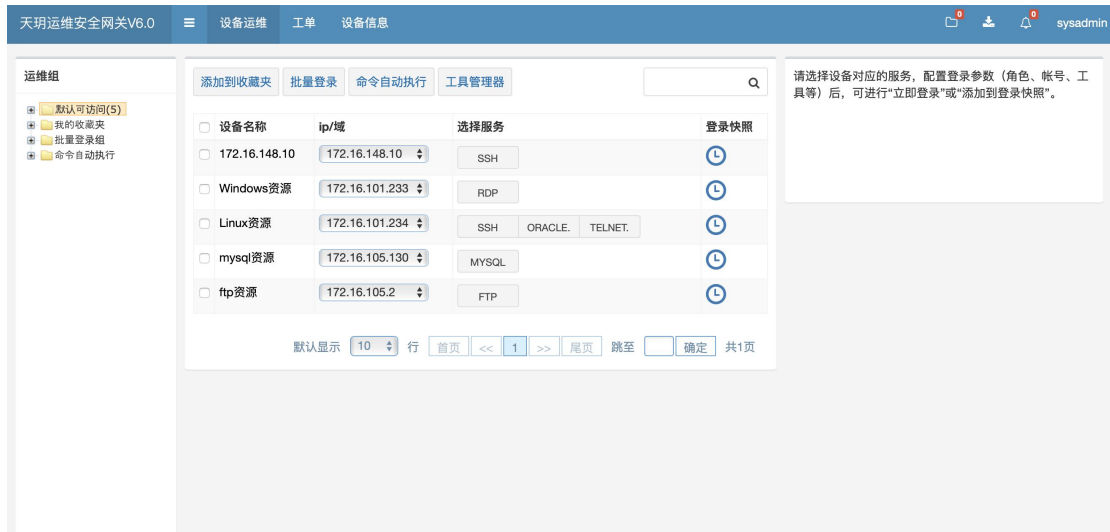 天玥运维安全网关V6.0 设备运维 工单 设备信息 0 0 sysadmin
运维组
默认可访问(5)
我的收藏夹
批量登录组
命令自动执行
添加到收藏夹 批量登录 命令自动执行 工具管理器
设备名称 ip/域 选择服务 登录快照
172.16.148.10 172.16.148.10 SSH
Windows资源 172.16.101.233 RDP
Linux资源 172.16.101.234 SSH ORACLE. TELNET.
mysql资源 172.16.105.130 MYSQL
ftp资源 172.16.105.2 FTP
默认显示 10 行 首页 << 1 >> 尾页 跳至 确定 共1页
请选择设备对应的服务，配置登录参数（角色、帐号、工
具等）后，可进行“立即登录”或“添加到登录快照”。